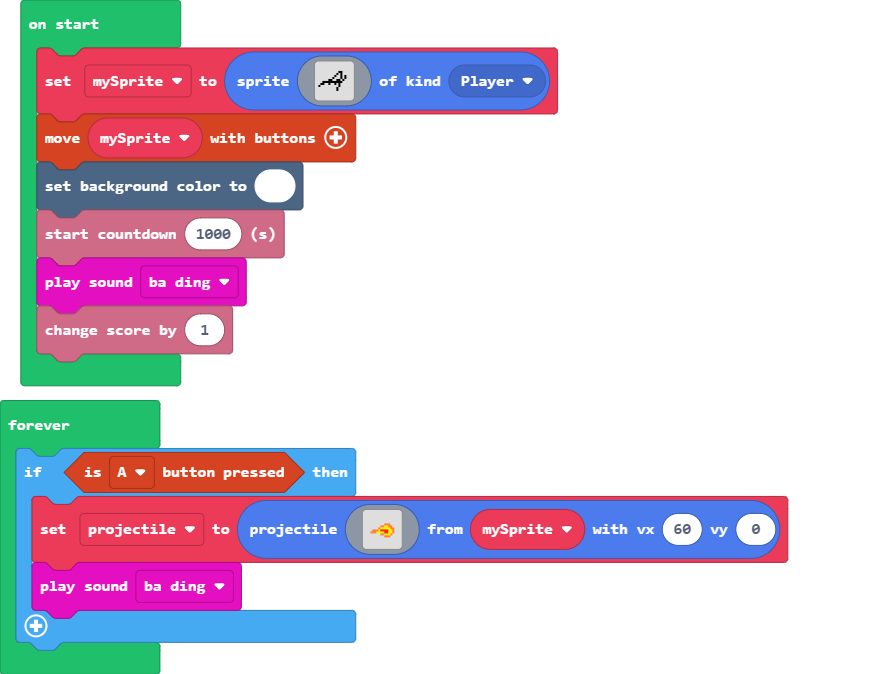 on start
set mySprite to sprite of kind Player
move mySprite with buttons
set background color to
start countdown 1000 (s)
play sound ba ding
change score by 1
forever
if is A button pressed then
set projectile to projectile from mySprite with vx 60 vy 0
play sound ba ding